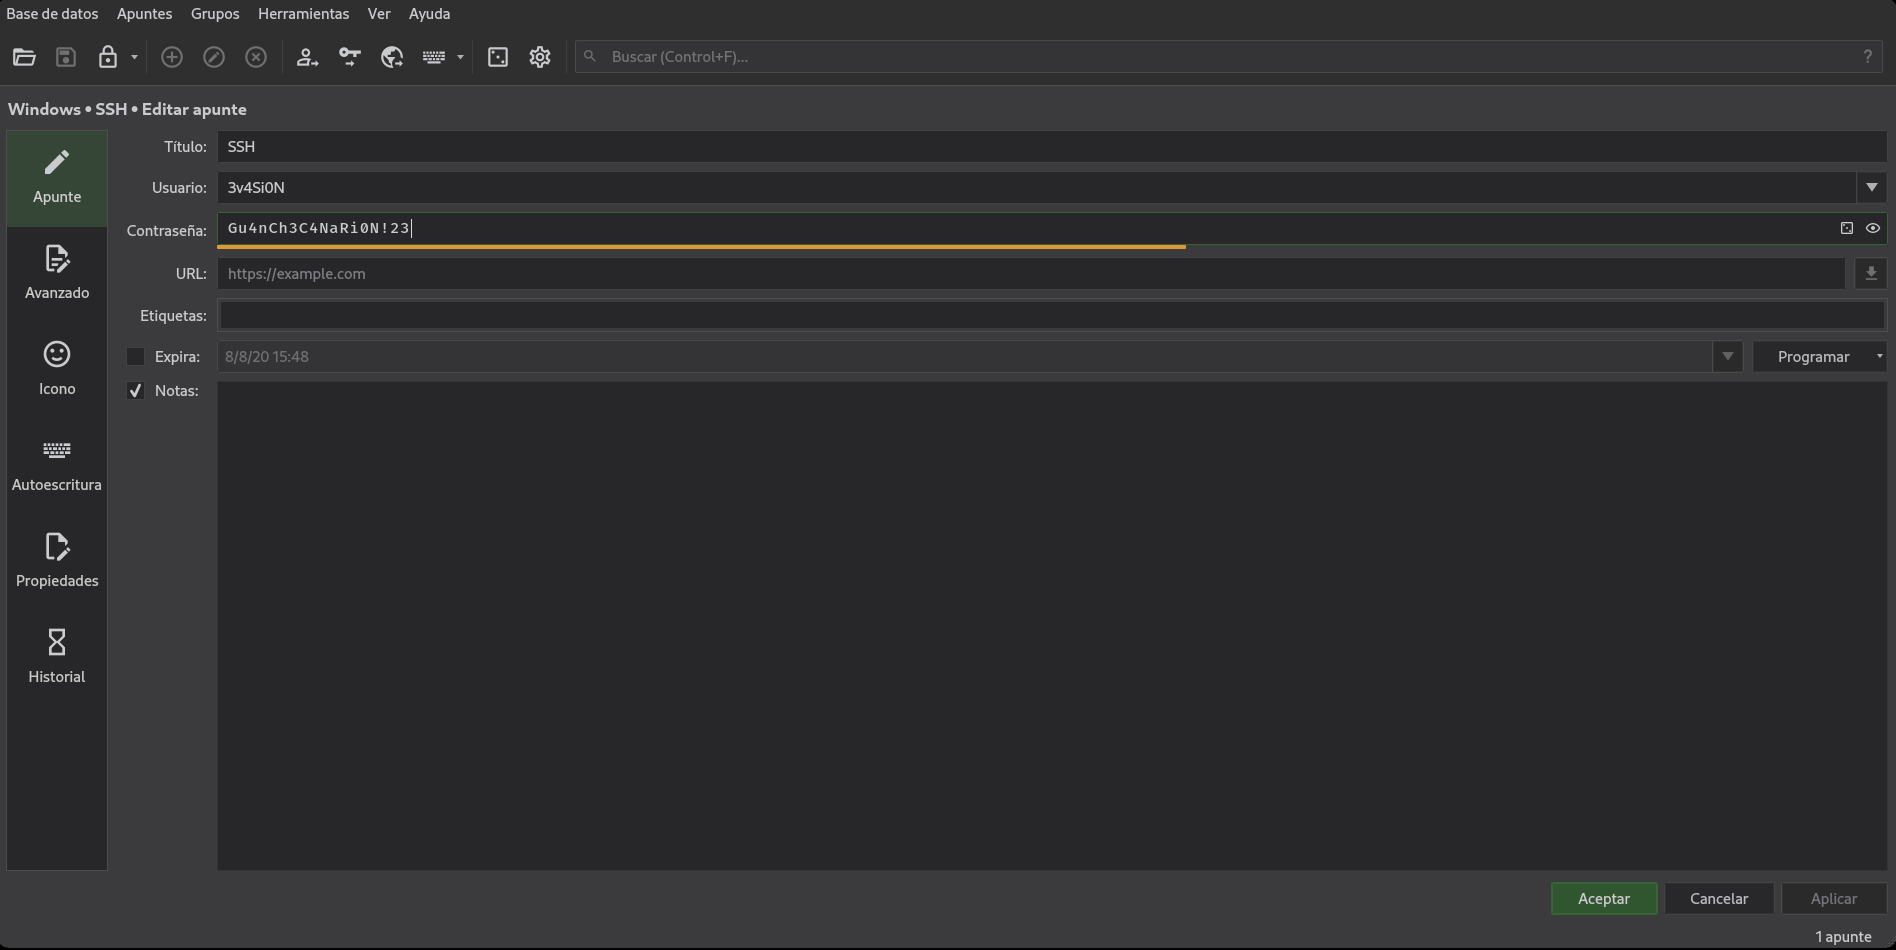 Base de datos Apuntes Grupos Herramientas Ver Ayuda
Buscar (Control+F)... ?
Windows • SSH • Editar apunte
Apunte
Avanzado
Icono
Autoescritura
Propiedades
Historial
Título: SSH
Usuario: 3v4Si0N
Contraseña: Gu4nCh3C4NaRi0N!23
URL: https://example.com
Etiquetas:
Expira: 8/8/20 15:48 Programar
Notas:
Aceptar Cancelar Aplicar
1 apunte